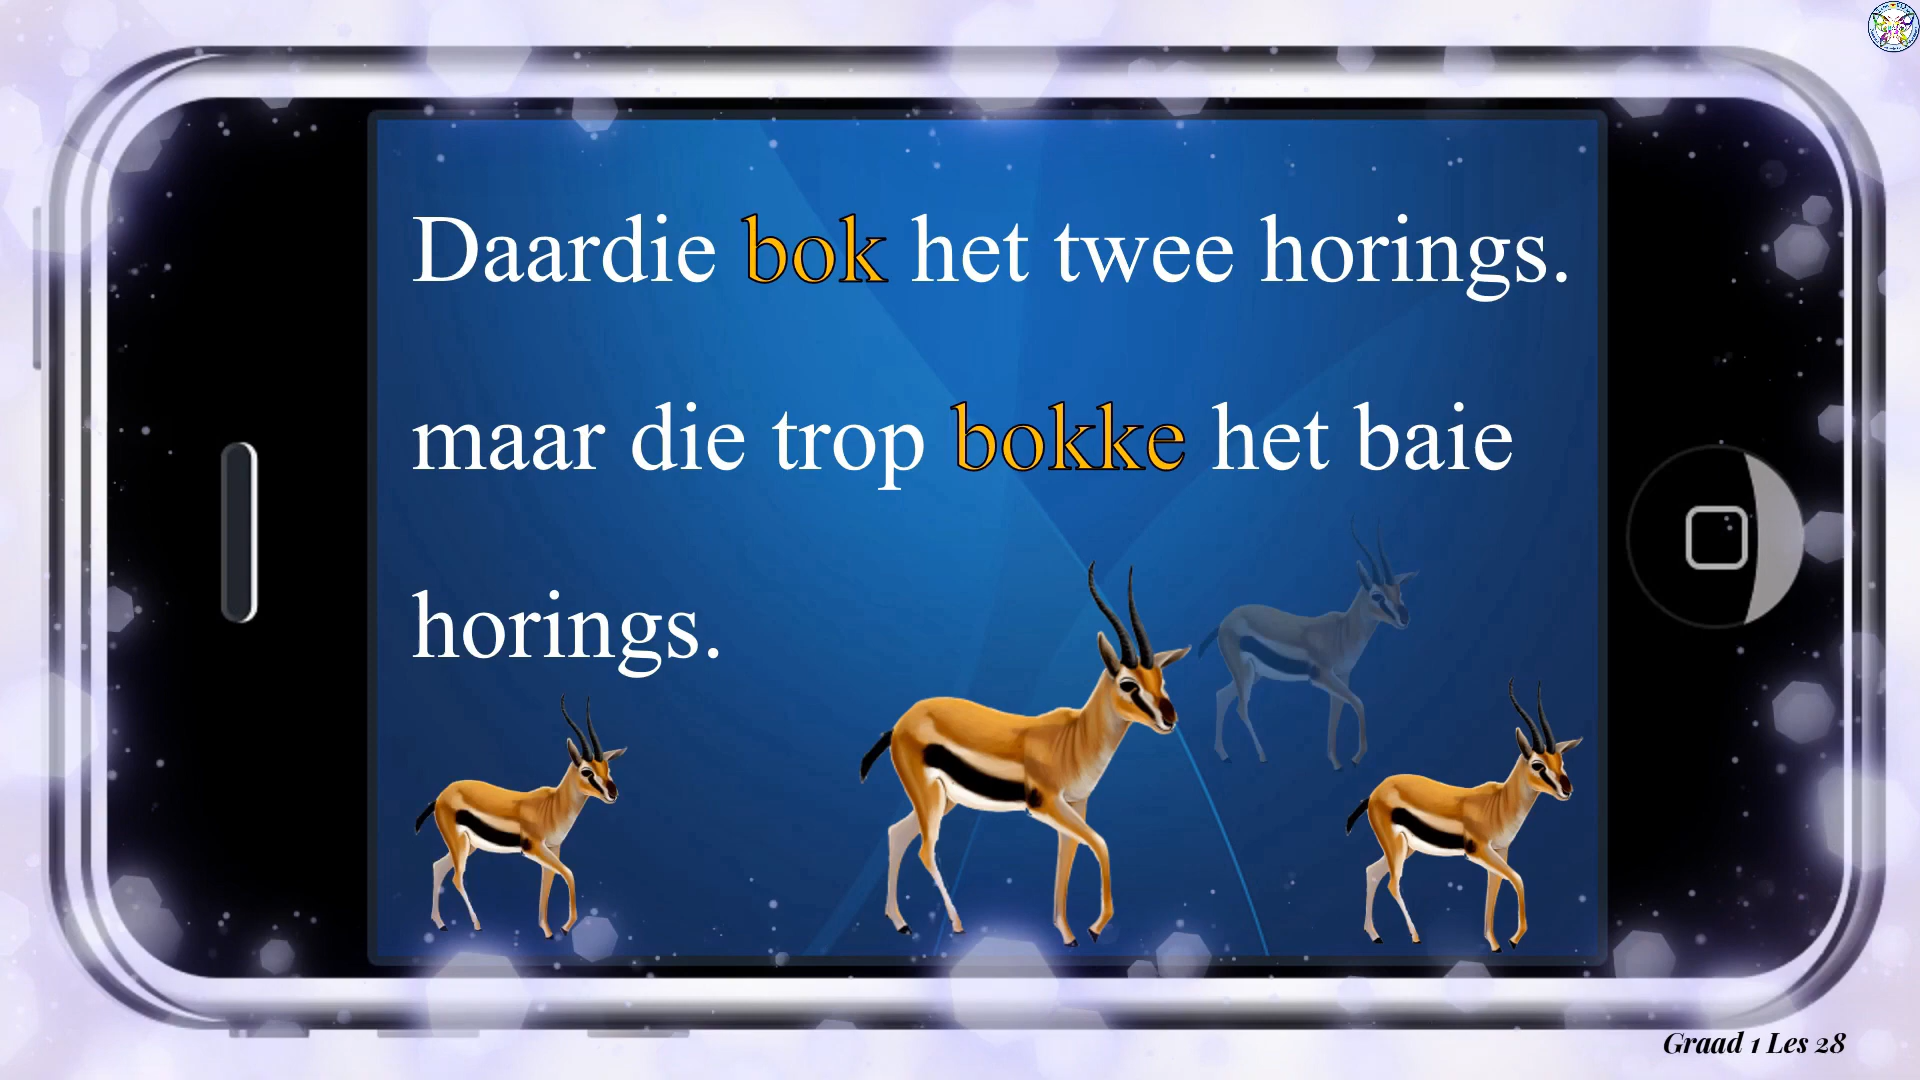 Daardie bok het twee horings.
maar die trop bokke het baie
horings.
Graad 1 Les 28